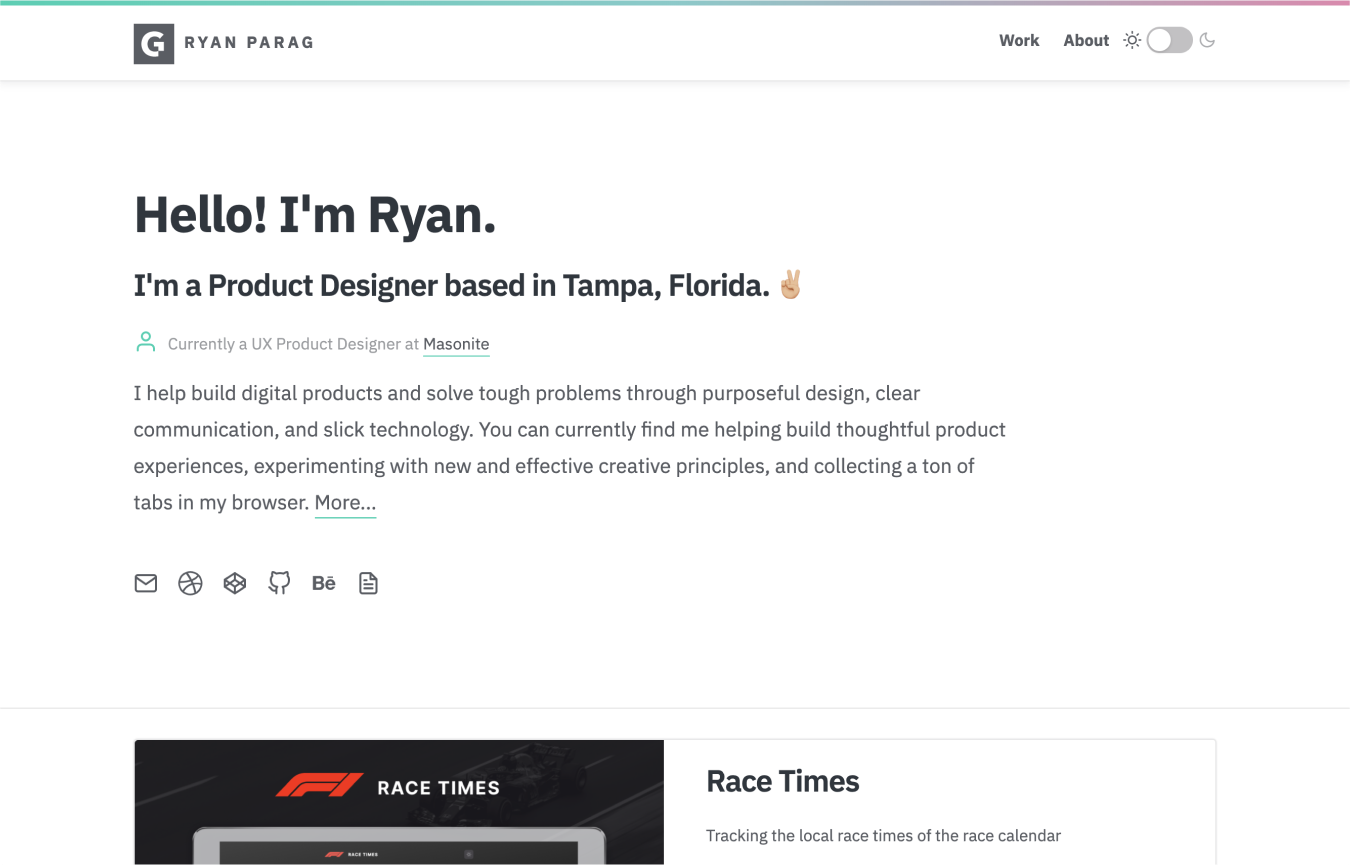 G RYAN PARAG
Work About
Hello! I'm Ryan.
I'm a Product Designer based in Tampa, Florida. ✌🏼
Currently a UX Product Designer at Masonite
I help build digital products and solve tough problems through purposeful design, clear
communication, and slick technology. You can currently find me helping build thoughtful product
experiences, experimenting with new and effective creative principles, and collecting a ton of
tabs in my browser. More...
Bē
RACE TIMES
RACE TIMES
Race Times
Tracking the local race times of the race calendar